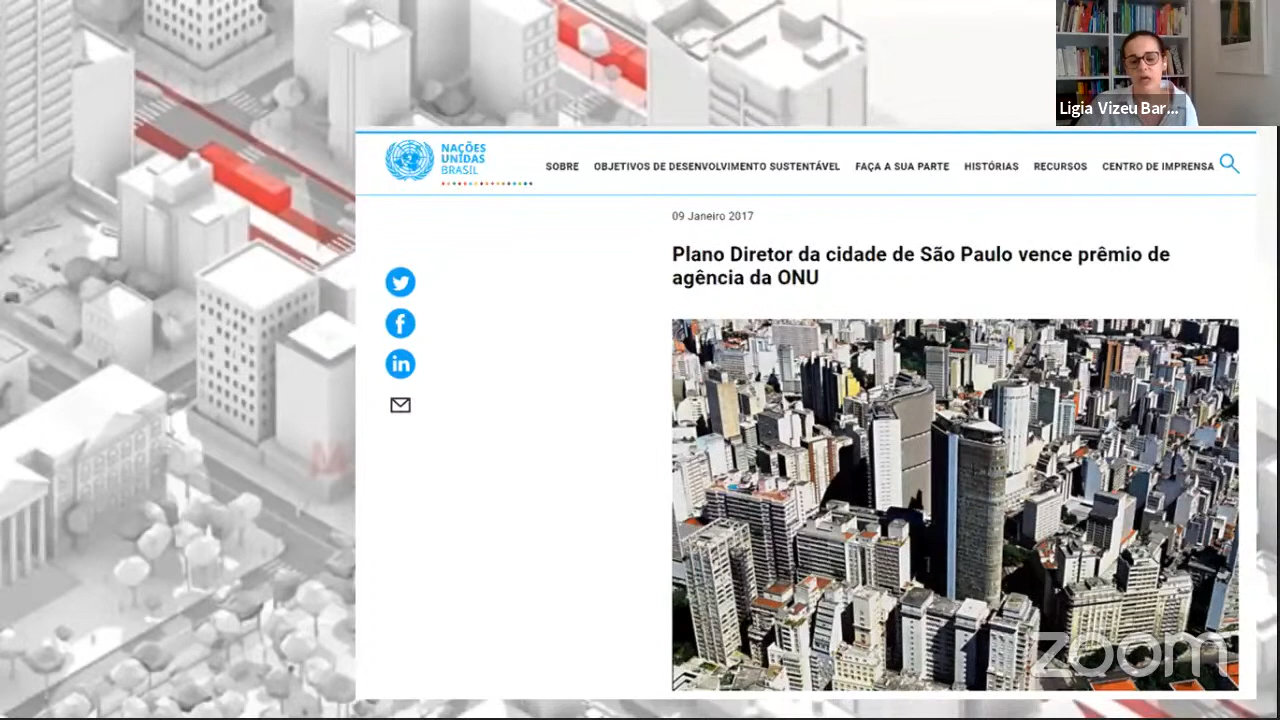 Ligia Vizeu Bar...
NAÇÕES
UNIDAS
BRASIL
SOBRE OBJETIVOS DE DESENVOLVIMENTO SUSTENTÁVEL FAÇA A SUA PARTE HISTÓRIAS RECURSOS CENTRO DE IMPRENSA
09 Janeiro 2017
Plano Diretor da cidade de São Paulo vence prêmio de
agência da ONU
zoom